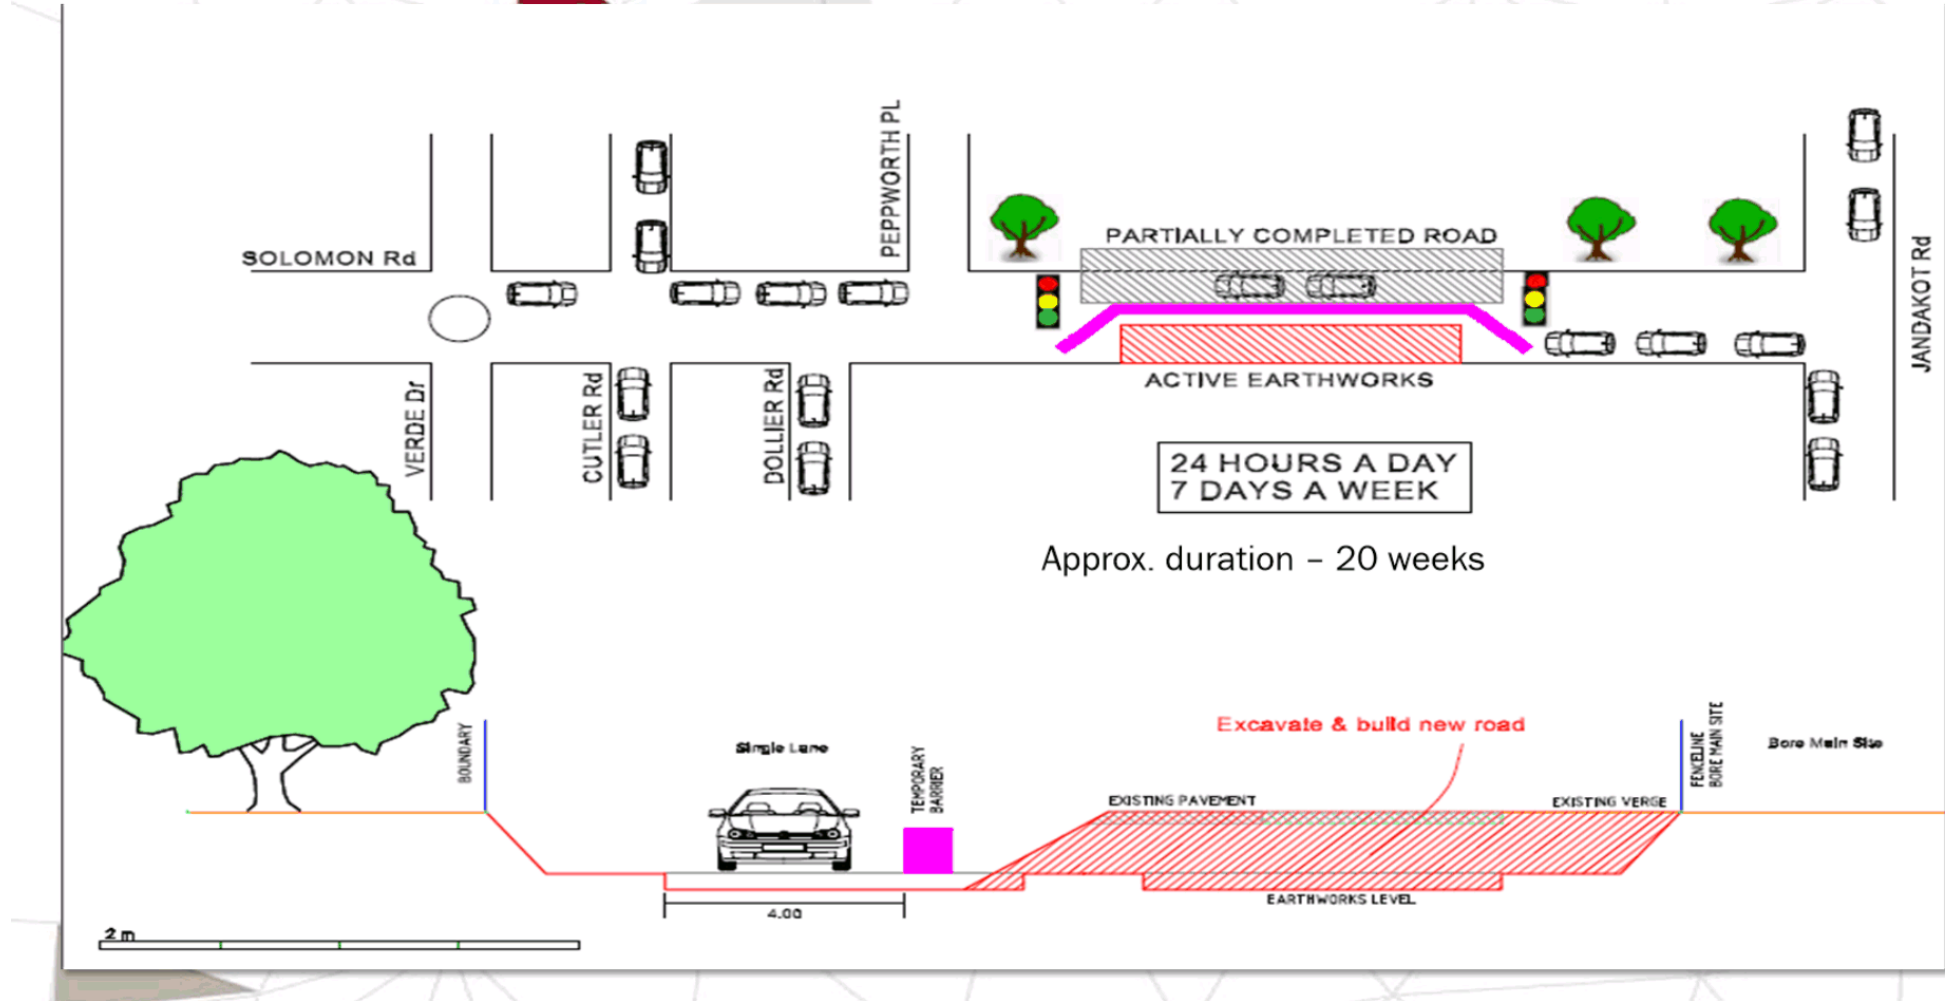 PEPPWORTH PL
SOLOMON Rd
PARTIALLY COMPLETED ROAD
JANDAKOT Rd
VERDE Dr
CUTLER Rd
DOLLIER Rd
ACTIVE EARTHWORKS
24 HOURS A DAY
7 DAYS A WEEK
Approx. duration – 20 weeks
BOUNDARY
Single Lane
TEMPORARY
BARRIER
Excavate & build new road
EXISTING PAVEMENT
EXISTING VERGE
FENCELINE
BORE MAIN SITE
Bore Main Site
EARTHWORKS LEVEL
4.00
2 m